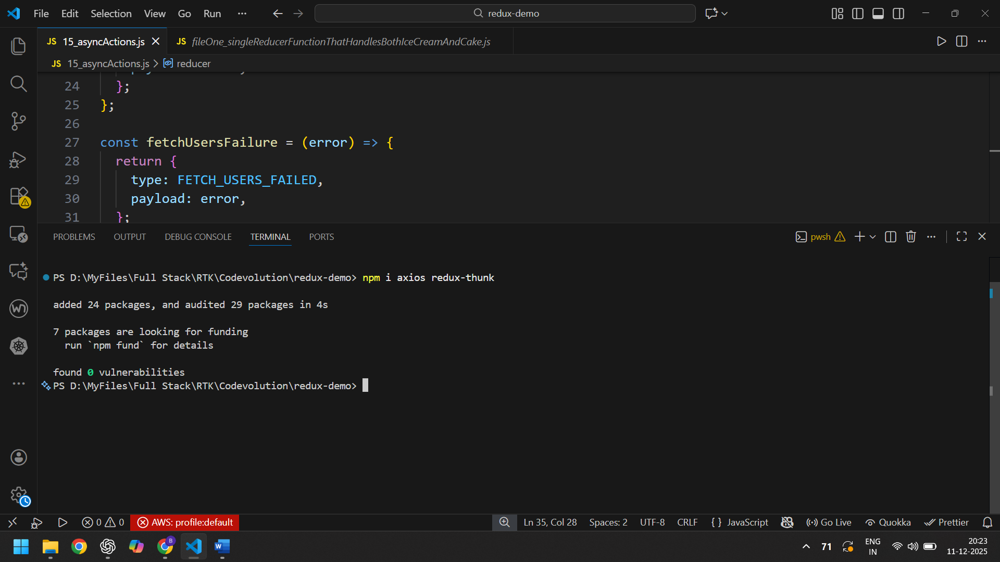 File Edit Selection View Go Run ··· redux-demo
JS 15_asyncActions.js JS fileOne_singleReducerFunctionThatHandlesBothIceCreamAndCake.js
JS 15_asyncActions.js > reducer
24 };
25 };
26
27 const fetchUsersFailure = (error) => {
28 return {
29 type: FETCH_USERS_FAILED,
30 payload: error,
31 };
PROBLEMS OUTPUT DEBUG CONSOLE TERMINAL PORTS pwsh
PS D:\MyFiles\Full Stack\RTK\Codevolution\redux-demo> npm i axios redux-thunk
added 24 packages, and audited 29 packages in 4s
7 packages are looking for funding
run `npm fund` for details
found 0 vulnerabilities
PS D:\MyFiles\Full Stack\RTK\Codevolution\redux-demo>
0 0 AWS: profile:default Ln 35, Col 28 Spaces: 2 UTF-8 CRLF { } JavaScript Go Live Quokka Prettier
B W 71 ENG IN 20:23
11-12-2025